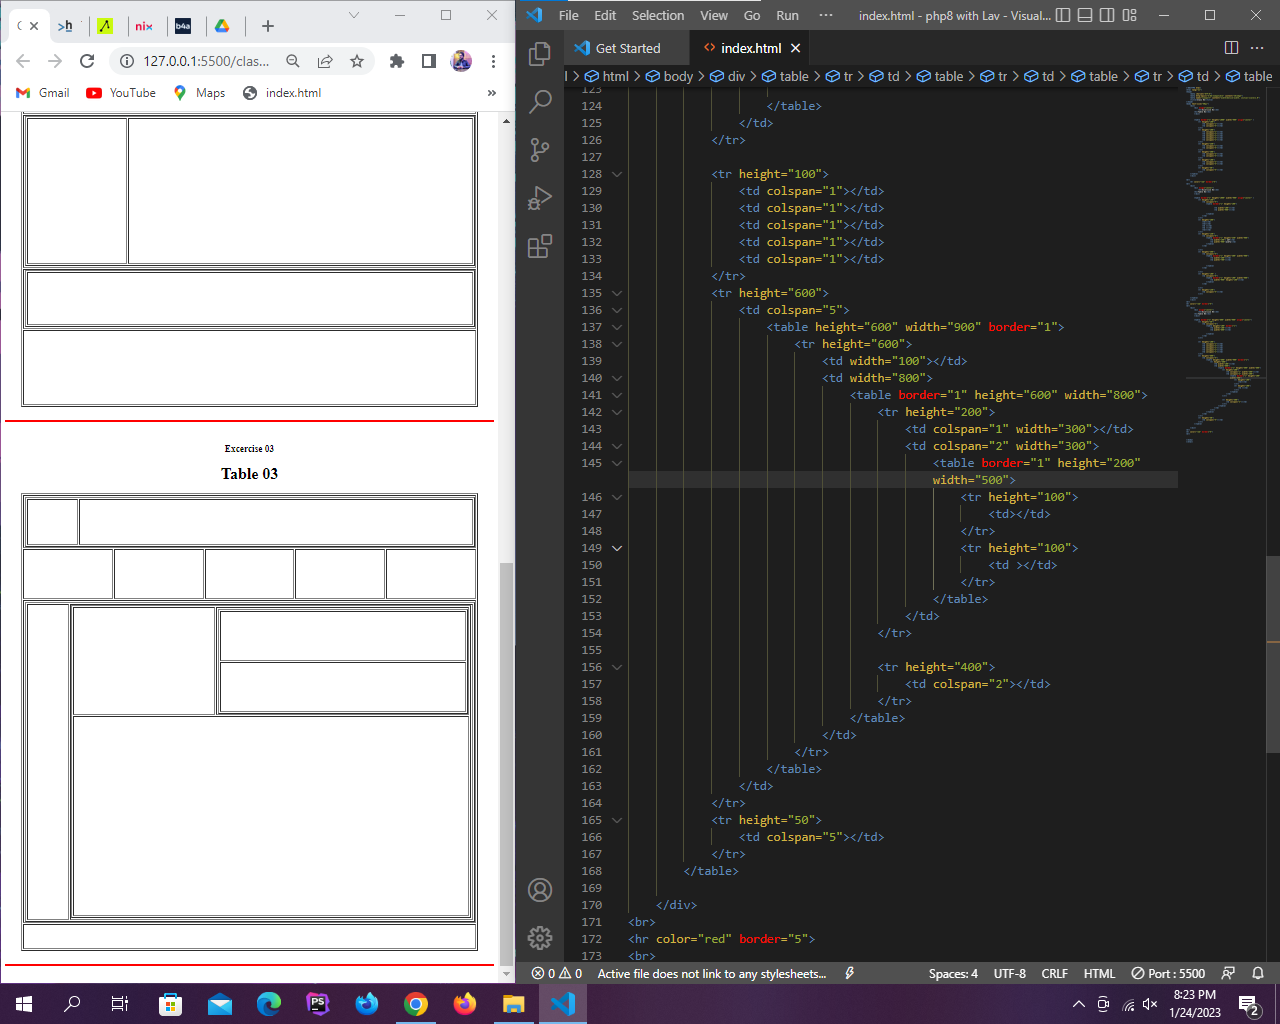 C
>h
nix
b4a
127.0.0.1:5500/clas...
Gmail
YouTube
Maps
index.html
»
Excercise 03
Table 03
File Edit Selection View Go Run ··· index.html - php8 with Lav - Visual...
Get Started
<> index.html
l > html > body > div > table > tr > td > table > tr > td > table > tr > td > table
123
124 </table>
125 </td>
126 </tr>
127
128 <tr height="100">
129 <td colspan="1"></td>
130 <td colspan="1"></td>
131 <td colspan="1"></td>
132 <td colspan="1"></td>
133 <td colspan="1"></td>
134 </tr>
135 <tr height="600">
136 <td colspan="5">
137 <table height="600" width="900" border="1">
138 <tr height="600">
139 <td width="100"></td>
140 <td width="800">
141 <table border="1" height="600" width="800">
142 <tr height="200">
143 <td colspan="1" width="300"></td>
144 <td colspan="2" width="300">
145 <table border="1" height="200"
width="500">
146 <tr height="100">
147 <td></td>
148 </tr>
149 <tr height="100">
150 <td ></td>
151 </tr>
152 </table>
153 </td>
154 </tr>
155
156 <tr height="400">
157 <td colspan="2"></td>
158 </tr>
159 </table>
160 </td>
161 </tr>
162 </table>
163 </td>
164 </tr>
165 <tr height="50">
166 <td colspan="5"></td>
167 </tr>
168 </table>
169
170 </div>
171 <br>
172 <hr color="red" border="5">
173 <br>
0 0 Active file does not link to any stylesheets... Spaces: 4 UTF-8 CRLF HTML Port : 5500
PS
8:23 PM
1/24/2023
2